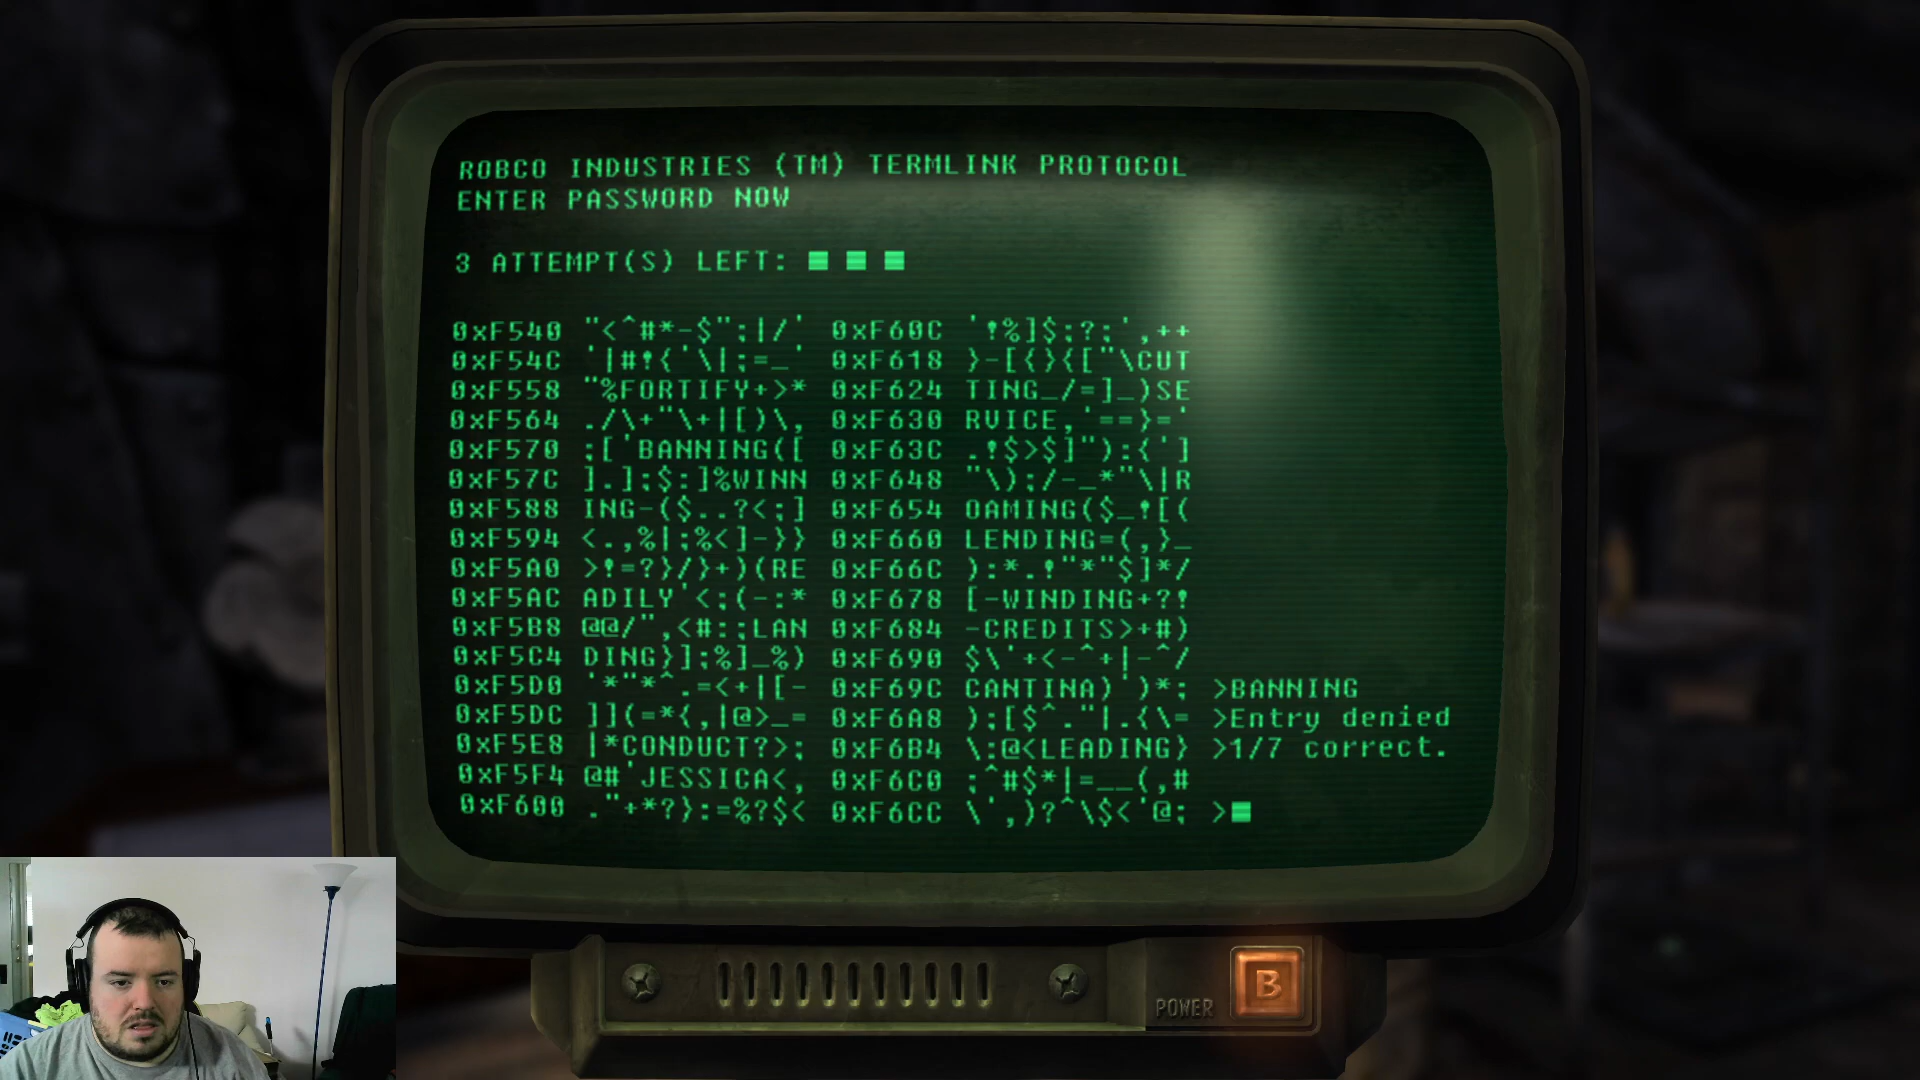 ROBCO INDUSTRIES (TM) TERMLINK PROTOCOL
ENTER PASSWORD NOW
3 ATTEMPT(S) LEFT: ■ ■ ■
0xF540 "<^#*-$";|/' 0xF60C '!%]$;?;',++
0xF54C '|#!{'\|;=_' 0xF618 }-[{}{["\CUT
0xF558 "%FORTIFY+>* 0xF624 TING_/=]_)SE
0xF564 ./\+"\+|[)\, 0xF630 RVICE,'==}='
0xF570 ;['BANNING([ 0xF63C .!$>$]"):{']
0xF57C ].];$:]%WINN 0xF648 "\);/-_*"\|R
0xF588 ING-($..?<;] 0xF654 OAMING($_![(
0xF594 <.,%|;%<]-}} 0xF660 LENDING=(,}_
0xF5A0 >!=?}/}+)(RE 0xF66C ):*.!"*"$]*/
0xF5AC ADILY'<;(-:* 0xF678 [-WINDING+?!
0xF5B8 @@/",<#:;LAN 0xF684 -CREDITS>+#)
0xF5C4 DING}];%]_%) 0xF690 $\'+<-^+|-^/
0xF5D0 '*"*^.=<+|[- 0xF69C CANTINA)')*; >BANNING
0xF5DC ]](=*{,|@>_= 0xF6A8 );[$^."|.{\= >Entry denied
0xF5E8 |*CONDUCT?>; 0xF6B4 \:@<LEADING} >1/7 correct.
0xF5F4 @#'JESSICA<, 0xF6C0 ;^#$*|=__(,#
0xF600 ."+*?}:=%?$< 0xF6CC \',)?^\$<'@; >■
POWER
B